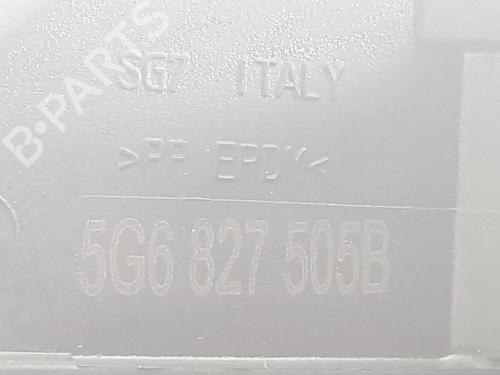 B-PARTS
SG7 ITALY
>PP EPDM<
5G6 827 505B